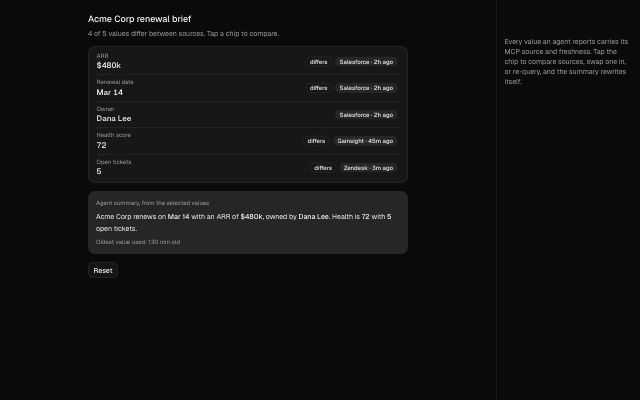 Acme Corp renewal brief
4 of 5 values differ between sources. Tap a chip to compare.
ARR
$480k
differs
Salesforce · 2h ago
Renewal date
Mar 14
differs
Salesforce · 2h ago
Owner
Dana Lee
Salesforce · 2h ago
Health score
72
differs
Gainsight · 45m ago
Open tickets
5
differs
Zendesk · 3m ago
Agent summary, from the selected values
Acme Corp renews on Mar 14 with an ARR of $480k, owned by Dana Lee. Health is 72 with 5
open tickets.
Oldest value used: 130 min old
Reset
Every value an agent reports carries its
MCP source and freshness. Tap the
chip to compare sources, swap one in,
or re-query, and the summary rewrites
itself.